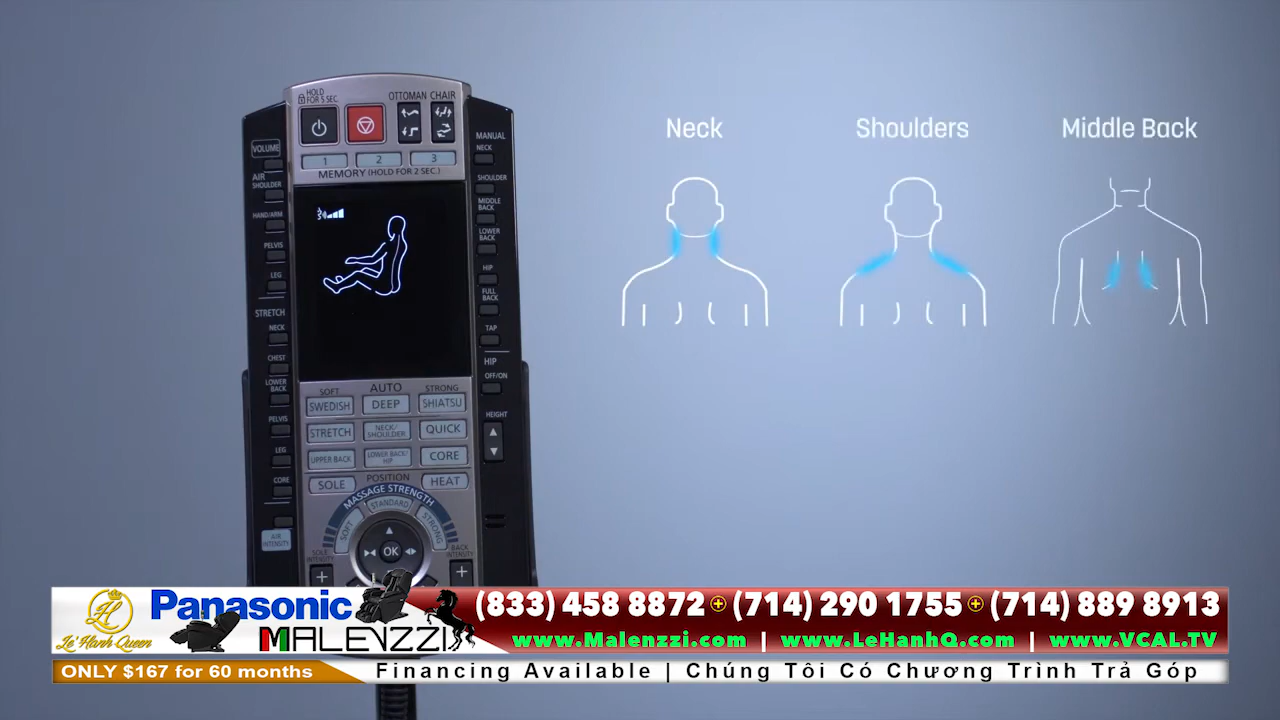 HOLD FOR 5 SEC.
OTTOMAN CHAIR
VOLUME
AIR
SHOULDER
HAND/ARM
PELVIS
LEG
STRETCH
NECK
CHEST
LOWER BACK
PELVIS
LEG
CORE
AIR INTENSITY
1 2 3
MEMORY (HOLD FOR 2 SEC.)
MANUAL
NECK
SHOULDER
MIDDLE BACK
LOWER BACK
HIP
FULL BACK
TAP
HIP
OFF/ON
HEIGHT
SOFT AUTO STRONG
SWEDISH DEEP SHIATSU
STRETCH NECK/SHOULDER QUICK
UPPER BACK LOWER BACK/HIP CORE
SOLE POSITION HEAT
MASSAGE STRENGTH
SOFT STANDARD STRONG
OK
SOLE INTENSITY
BACK INTENSITY
+ +
Neck Shoulders Middle Back
Le' Hanh Queen
Panasonic
MALENZZI
(833) 458 8872 + (714) 290 1755 + (714) 889 8913
www.Malenzzi.com | www.LeHanhQ.com | www.VCAL.TV
ONLY $167 for 60 months
Financing Available | Chúng Tôi Có Chương Trình Trả Góp